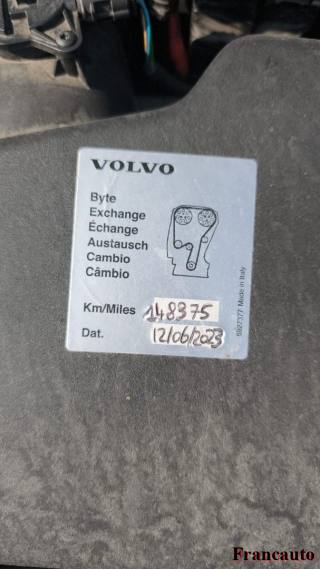 VOLVO
Byte
Exchange
Échange
Austausch
Cambio
Câmbio
Km/Miles 148375
Dat. 12/06/2023
Made in Italy
Francauto